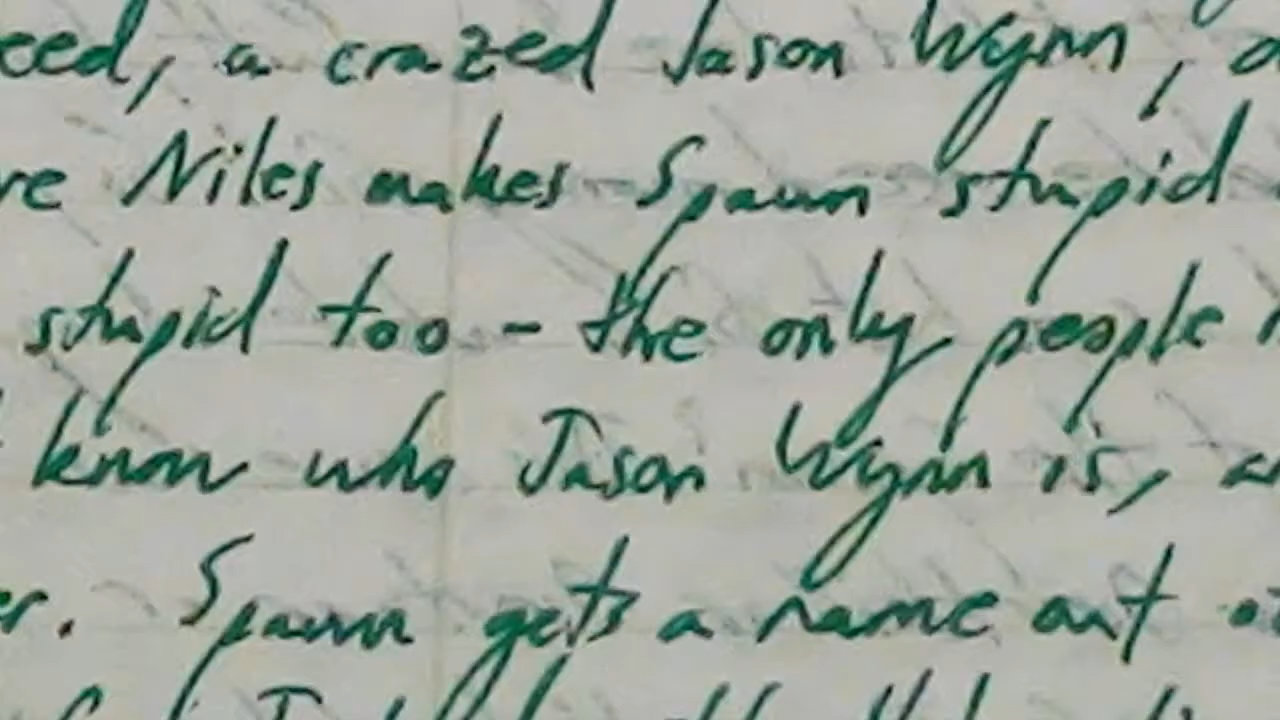 eed, a crazed Jason Wynn,
re Niles makes Spawn stupid
stupid too - the only people
know who Jason Wynn is,
er. Spawn gets a name out